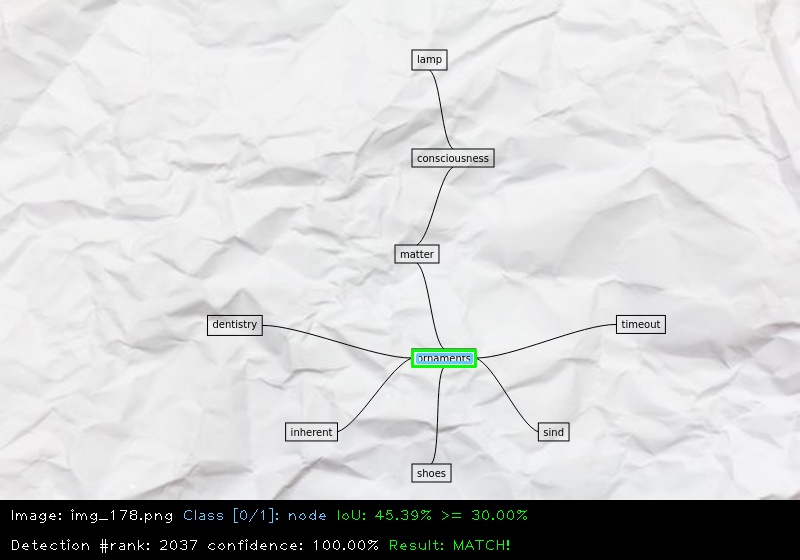 lamp
consciousness
matter
dentistry
timeout
ornaments
inherent
sind
shoes
Image: img_178.png Class [0/1]: node IoU: 45.39% >= 30.00%
Detection #rank: 2037 confidence: 100.00% Result: MATCH!